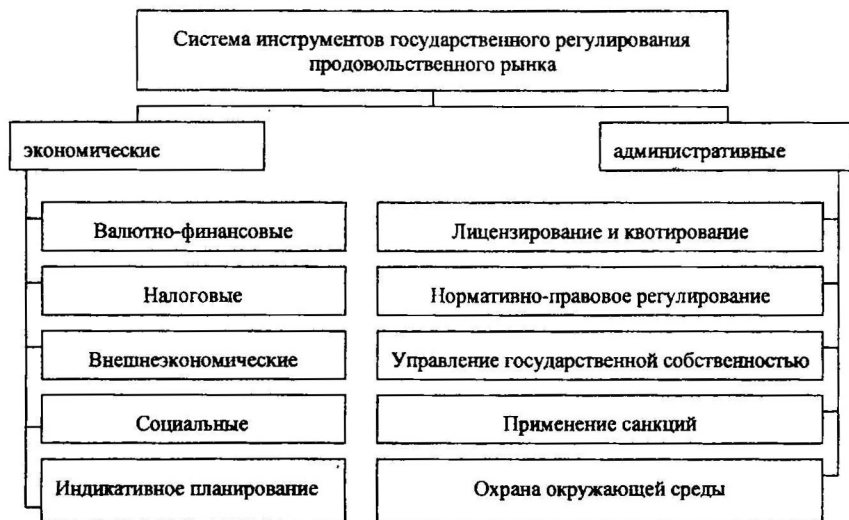 Система инструментов государственного регулирования
продовольственного рынка
экономические
административные
Валютно-финансовые
Лицензирование и квотирование
Налоговые
Нормативно-правовое регулирование
Внешнеэкономические
Управление государственной собственностью
Социальные
Применение санкций
Индикативное планирование
Охрана окружающей среды